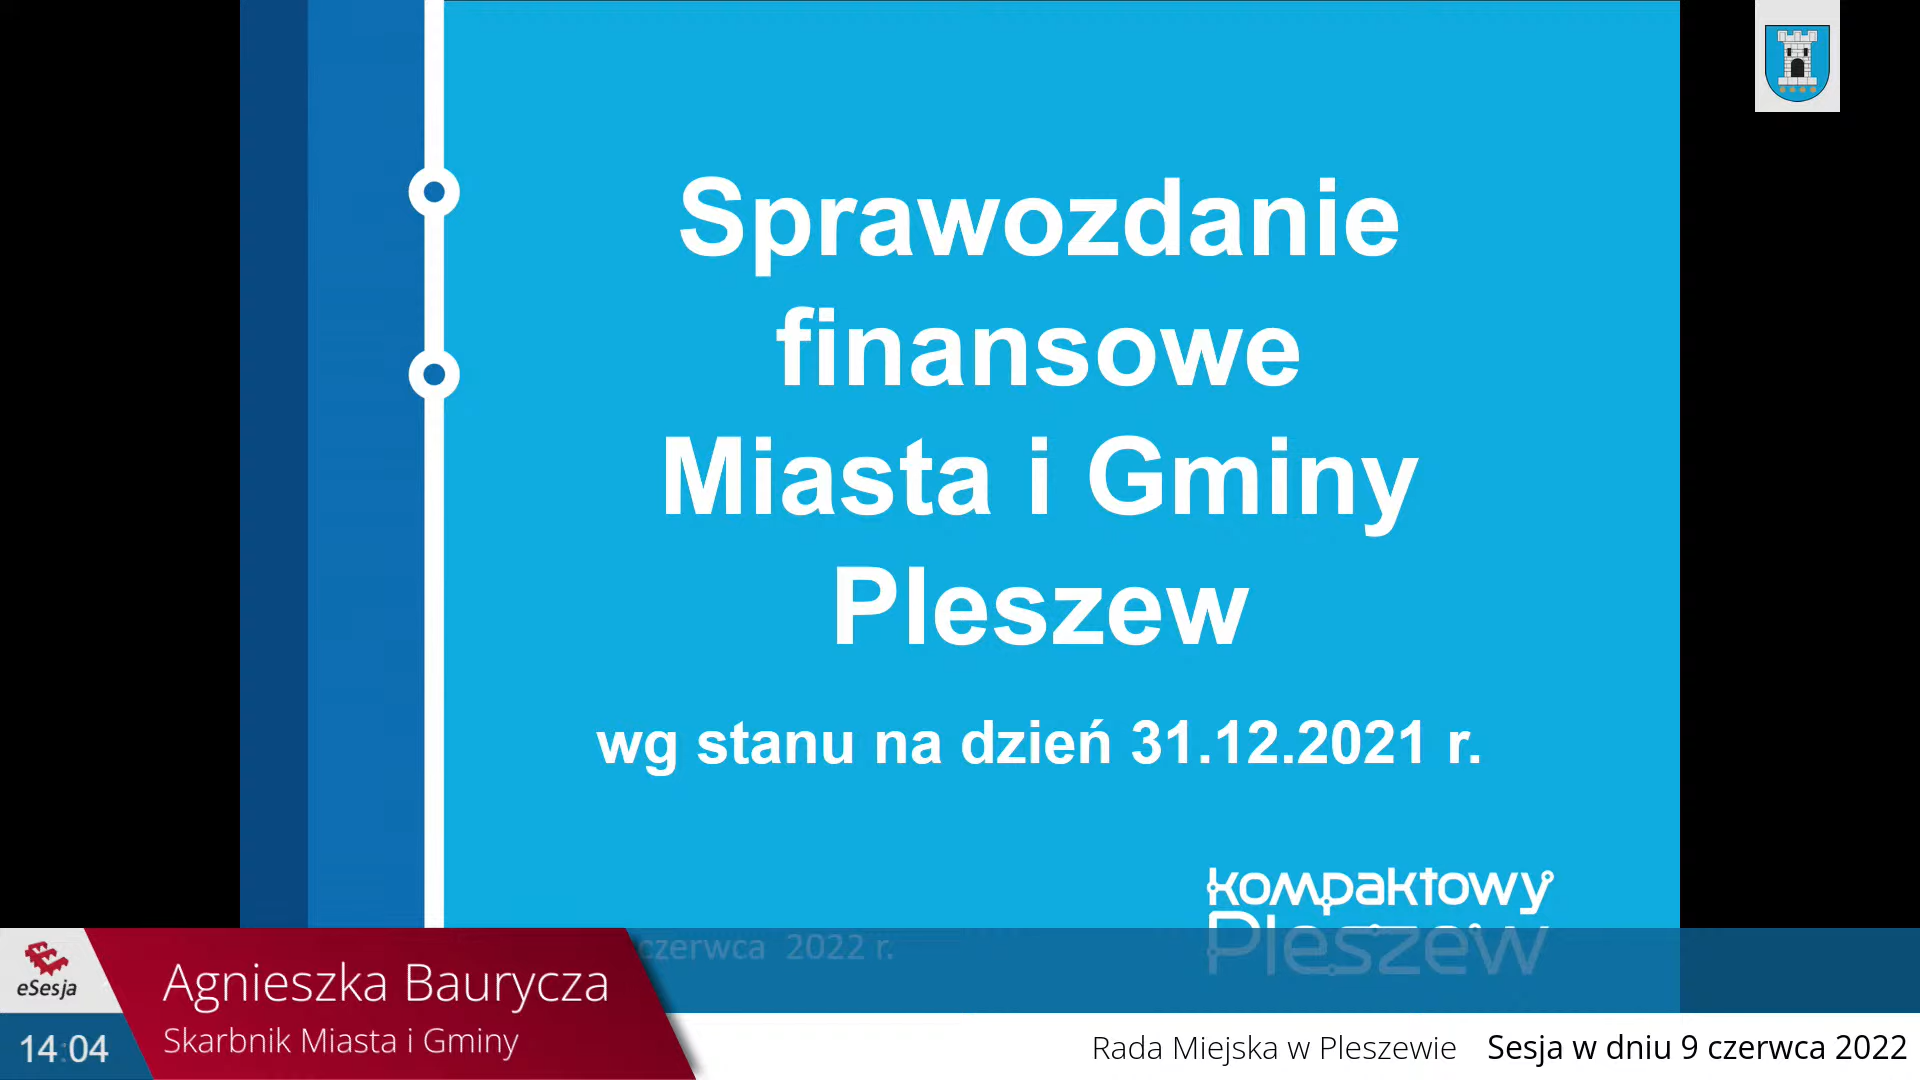 Sprawozdanie
finansowe
Miasta i Gminy
Pleszew
wg stanu na dzień 31.12.2021 r.
kompaktowy
Pleszew
czerwca 2022 r.
eSesja
Agnieszka Baurycza
Skarbnik Miasta i Gminy
14:04
Rada Miejska w Pleszewie Sesja w dniu 9 czerwca 2022